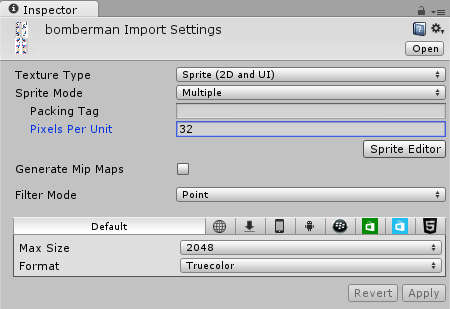 Inspector
bomberman Import Settings
Open
Texture Type Sprite (2D and UI)
Sprite Mode Multiple
Packing Tag
Pixels Per Unit 32
Sprite Editor
Generate Mip Maps
Filter Mode Point
Default
Max Size 2048
Format Truecolor
Revert Apply